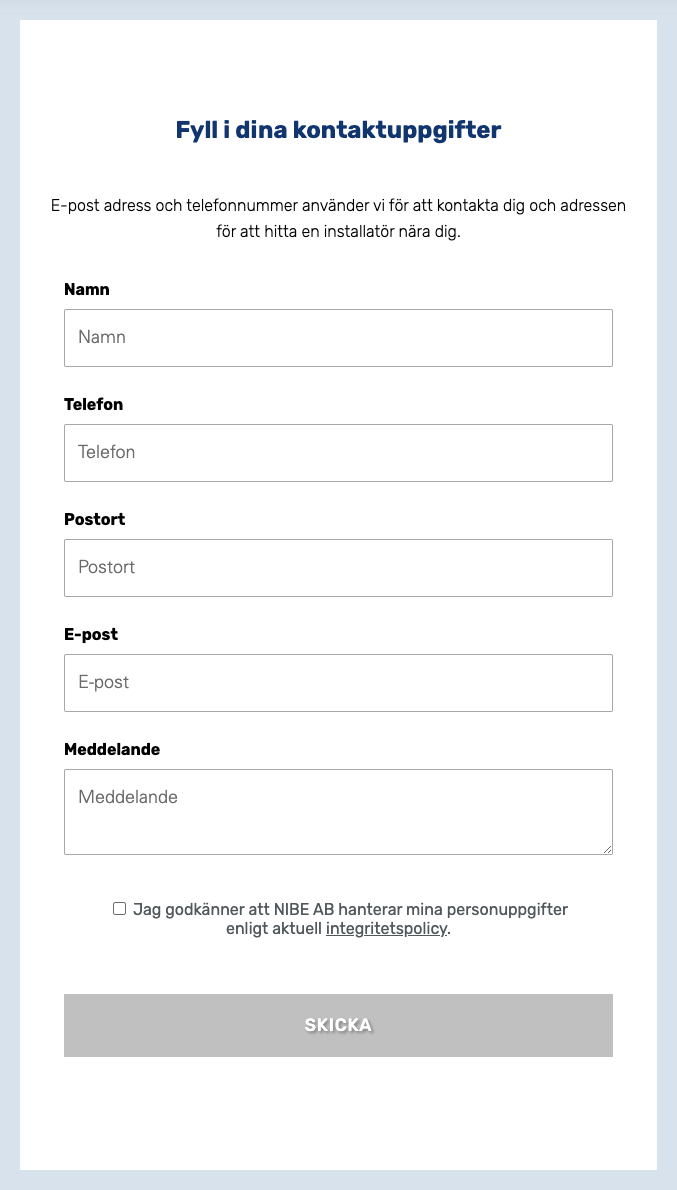 Fyll i dina kontaktuppgifter
E-post adress och telefonnummer använder vi för att kontakta dig och adressen
för att hitta en installatör nära dig.
Namn
Namn
Telefon
Telefon
Postort
Postort
E-post
E-post
Meddelande
Meddelande
Jag godkänner att NIBE AB hanterar mina personuppgifter
enligt aktuell integritetspolicy.
SKICKA